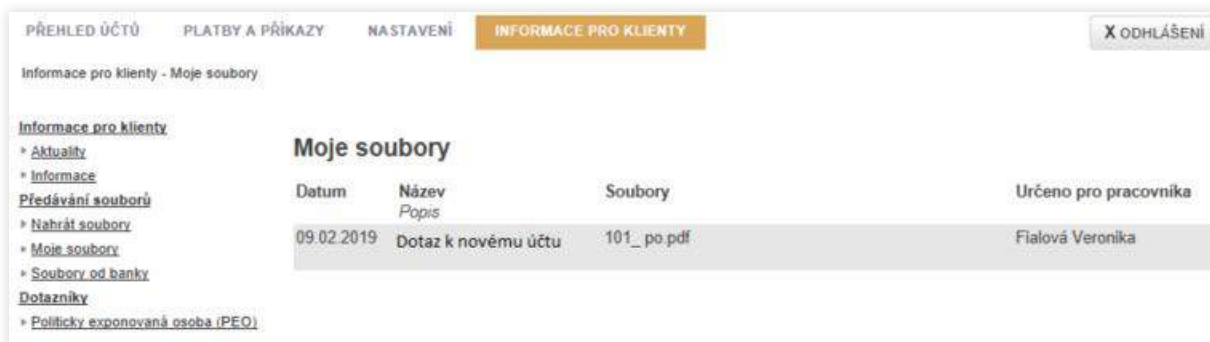 PŘEHLED ÚČTŮ PLATBY A PŘÍKAZY NASTAVENÍ INFORMACE PRO KLIENTY X ODHLÁŠENÍ
Informace pro klienty - Moje soubory
Informace pro klienty
Aktuality
Informace
Předávání souborů
Nahrát soubory
Moje soubory
Soubory od banky
Dotazníky
Politicky exponovaná osoba (PEO)
Moje soubory
Datum Název Soubory Určeno pro pracovníka
Popis
09.02.2019 Dotaz k novému účtu 101_ po.pdf Fialová Veronika